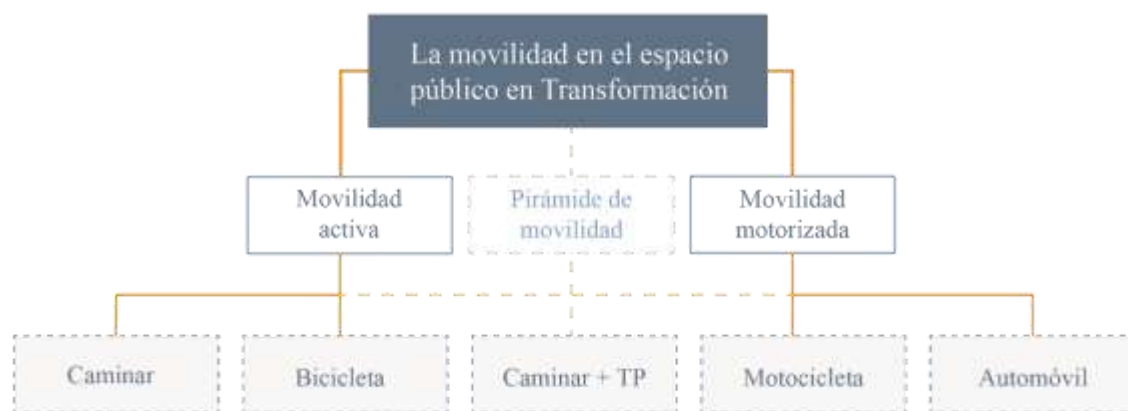 La movilidad en el espacio
público en Transformación
Movilidad
activa
Pirámide de
movilidad
Movilidad
motorizada
Caminar
Bicicleta
Caminar + TP
Motocicleta
Automóvil